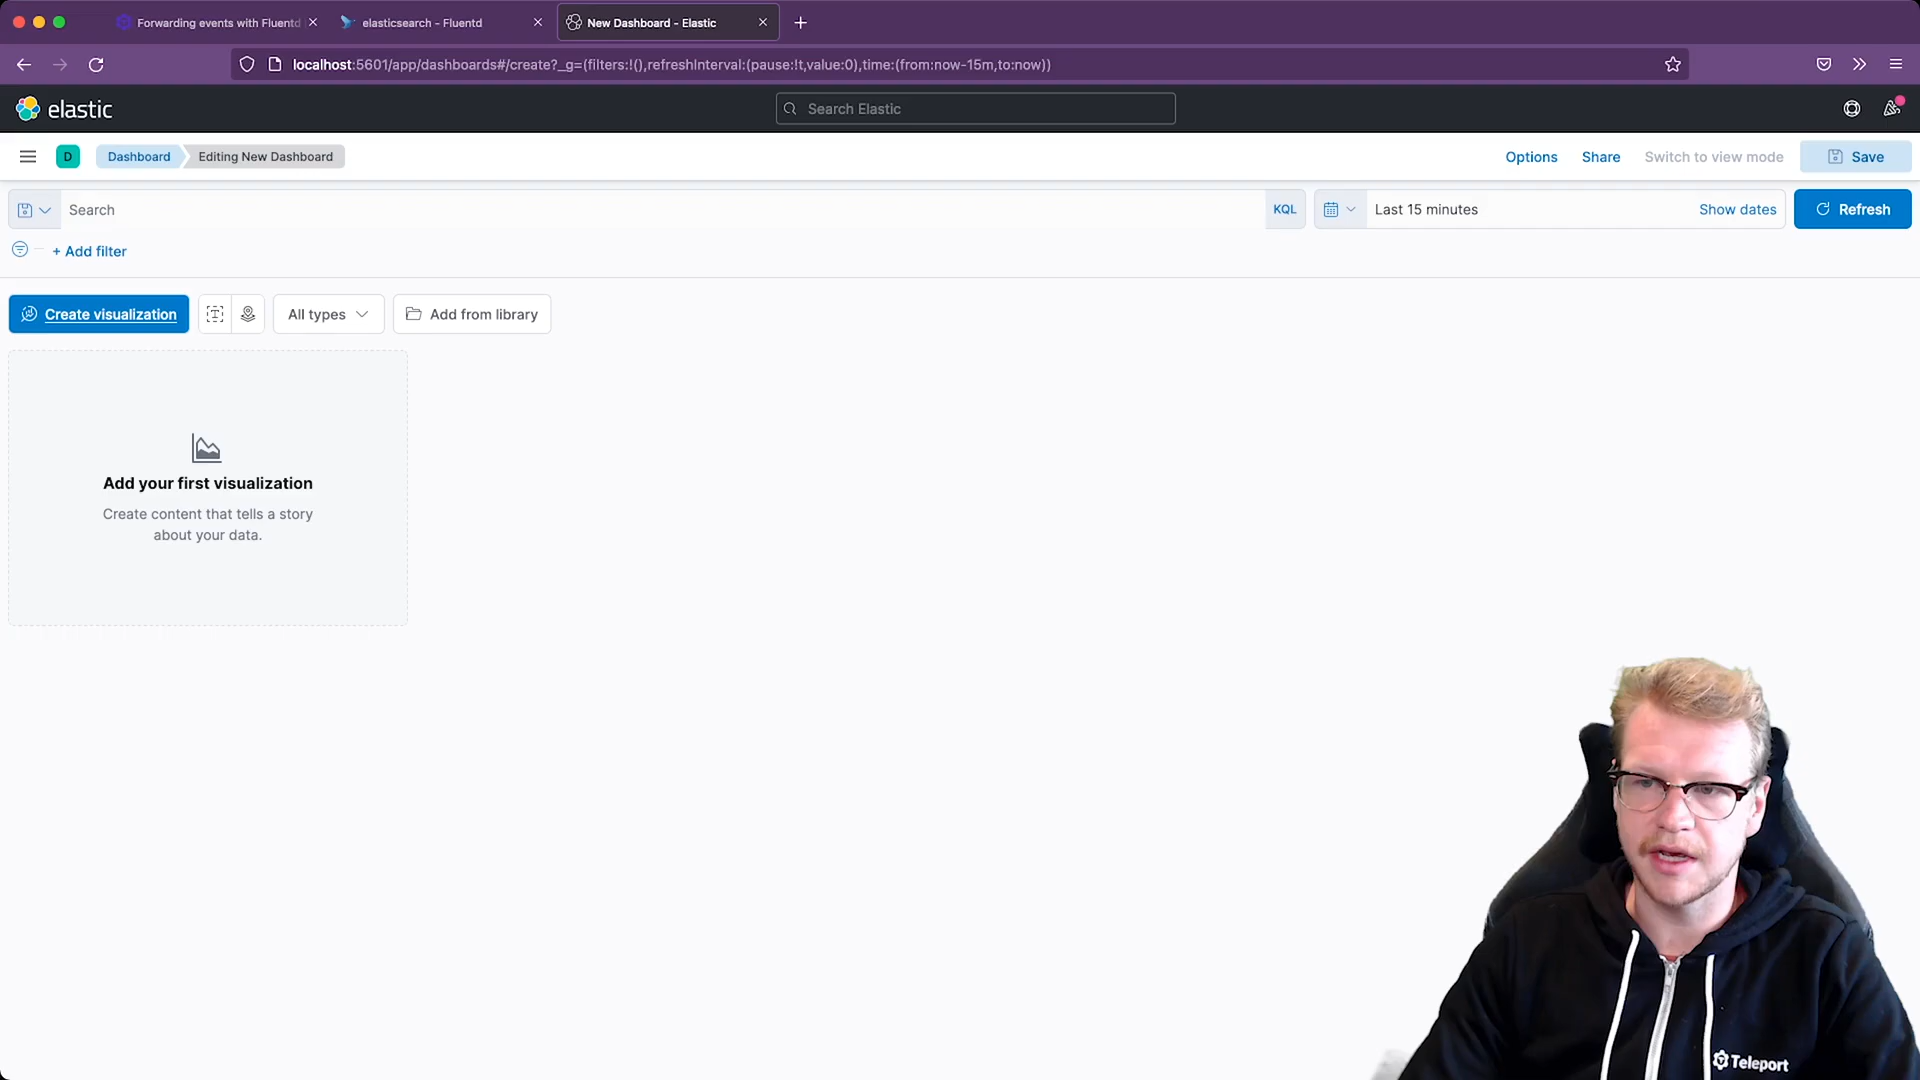 Forwarding events with Fluentd
elasticsearch - Fluentd
New Dashboard - Elastic
localhost:5601/app/dashboards#/create?_g=(filters:!(),refreshInterval:(pause:!t,value:0),time:(from:now-15m,to:now))
elastic
Search Elastic
D
Dashboard
Editing New Dashboard
Options
Share
Switch to view mode
Save
Search
KQL
Last 15 minutes
Show dates
Refresh
+ Add filter
Create visualization
All types
Add from library
Add your first visualization
Create content that tells a story
about your data.
Teleport